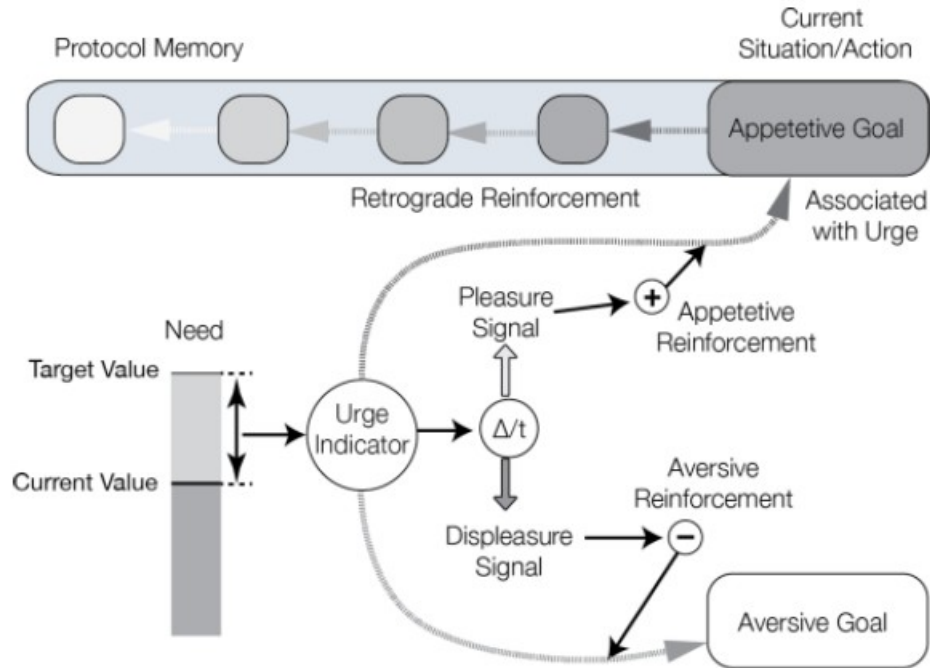 Protocol Memory
Current
Situation/Action
Appetetive Goal
Retrograde Reinforcement
Associated
with Urge
Pleasure
Signal
+
Appetetive
Reinforcement
Need
Target Value
Urge
Indicator
Δ/t
Current Value
Aversive
Reinforcement
Displeasure
Signal
−
Aversive Goal